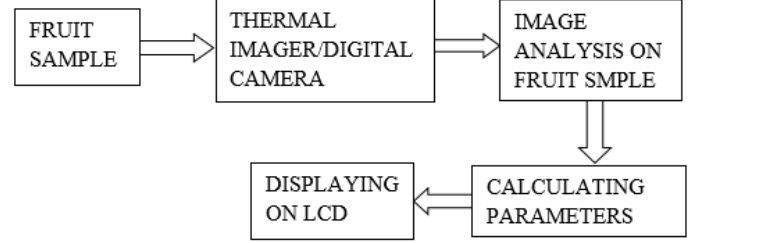 FRUIT
SAMPLE
THERMAL
IMAGER/DIGITAL
CAMERA
IMAGE
ANALYSIS ON
FRUIT SMPLE
CALCULATING
PARAMETERS
DISPLAYING
ON LCD